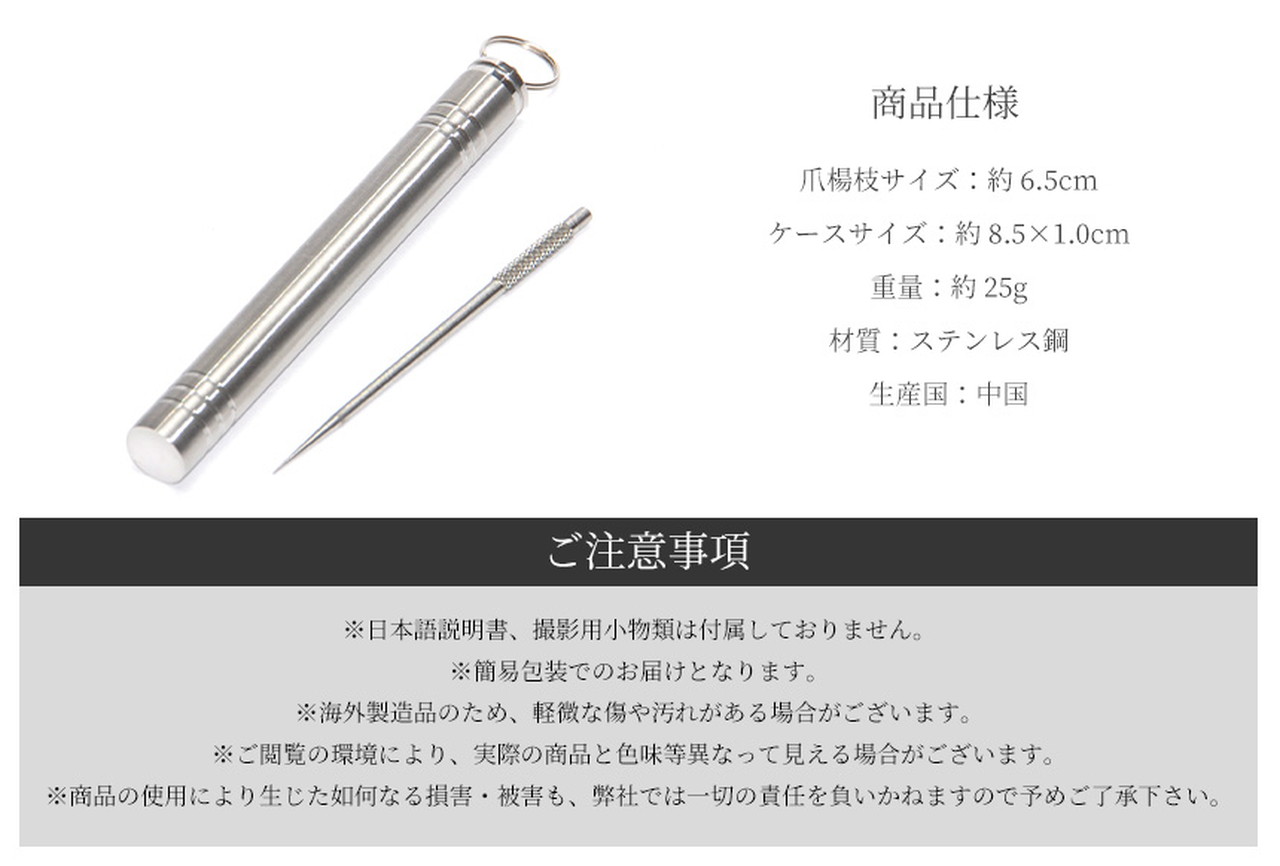 商品仕様
爪楊枝サイズ：約 6.5cm
ケースサイズ：約 8.5×1.0cm
重量：約 25g
材質：ステンレス鋼
生産国：中国
ご注意事項
※日本語説明書、撮影用小物類は付属しておりません。
※簡易包装でのお届けとなります。
※海外製造品のため、軽微な傷や汚れがある場合がございます。
※ご閲覧の環境により、実際の商品と色味等異なって見える場合がございます。
※商品の使用により生じた如何なる損害・被害も、弊社では一切の責任を負いかねますので予めご了承下さい。